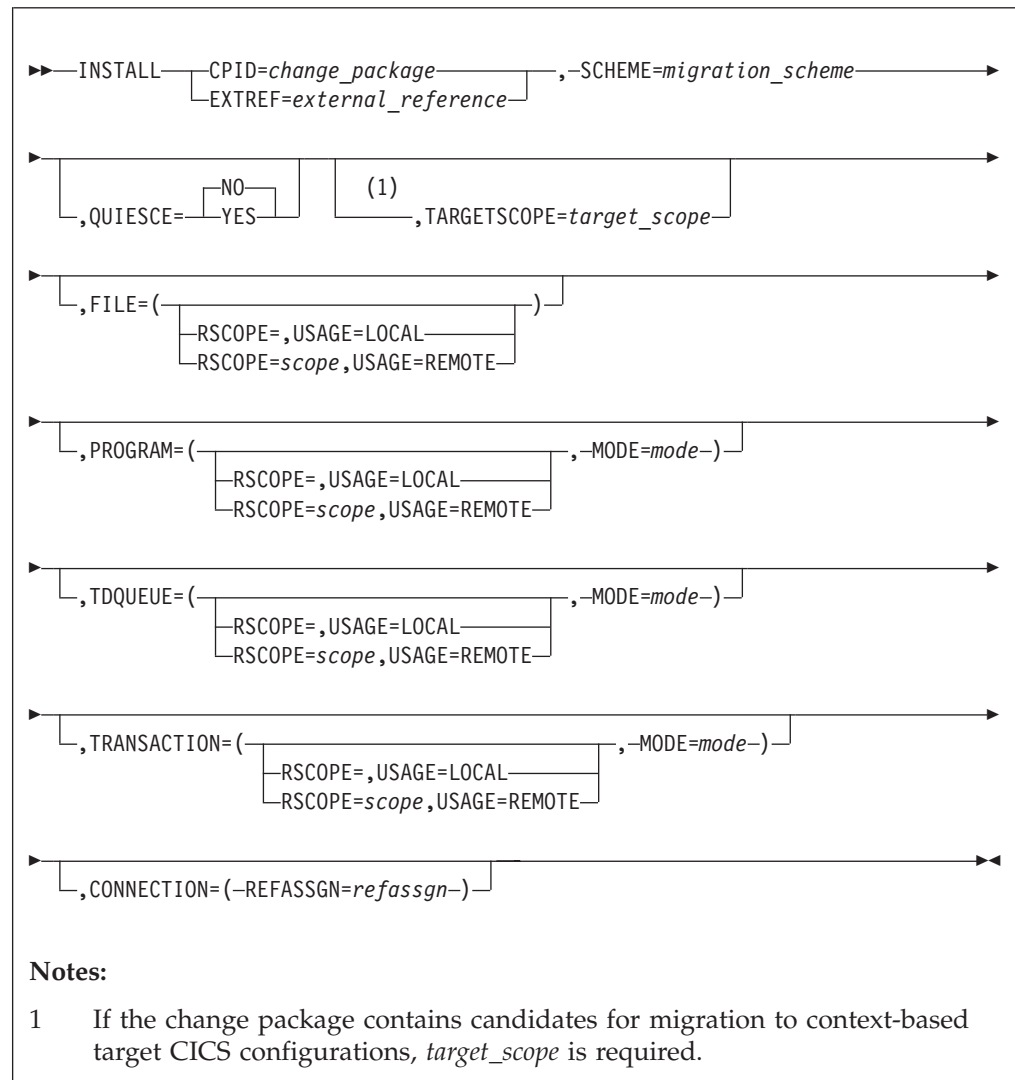 INSTALL CPID=change_package , SCHEME=migration_scheme
EXTREF=external_reference
NO (1)
,QUIESCE= YES ,TARGETSCOPE=target_scope
,FILE=( )
RSCOPE=,USAGE=LOCAL
RSCOPE=scope,USAGE=REMOTE
,PROGRAM=( ,MODE=mode )
RSCOPE=,USAGE=LOCAL
RSCOPE=scope,USAGE=REMOTE
,TDQUEUE=( ,MODE=mode )
RSCOPE=,USAGE=LOCAL
RSCOPE=scope,USAGE=REMOTE
,TRANSACTION=( ,MODE=mode )
RSCOPE=,USAGE=LOCAL
RSCOPE=scope,USAGE=REMOTE
,CONNECTION=( REFASSGN=refassgn )
Notes:
1 If the change package contains candidates for migration to context-based
target CICS configurations, target_scope is required.